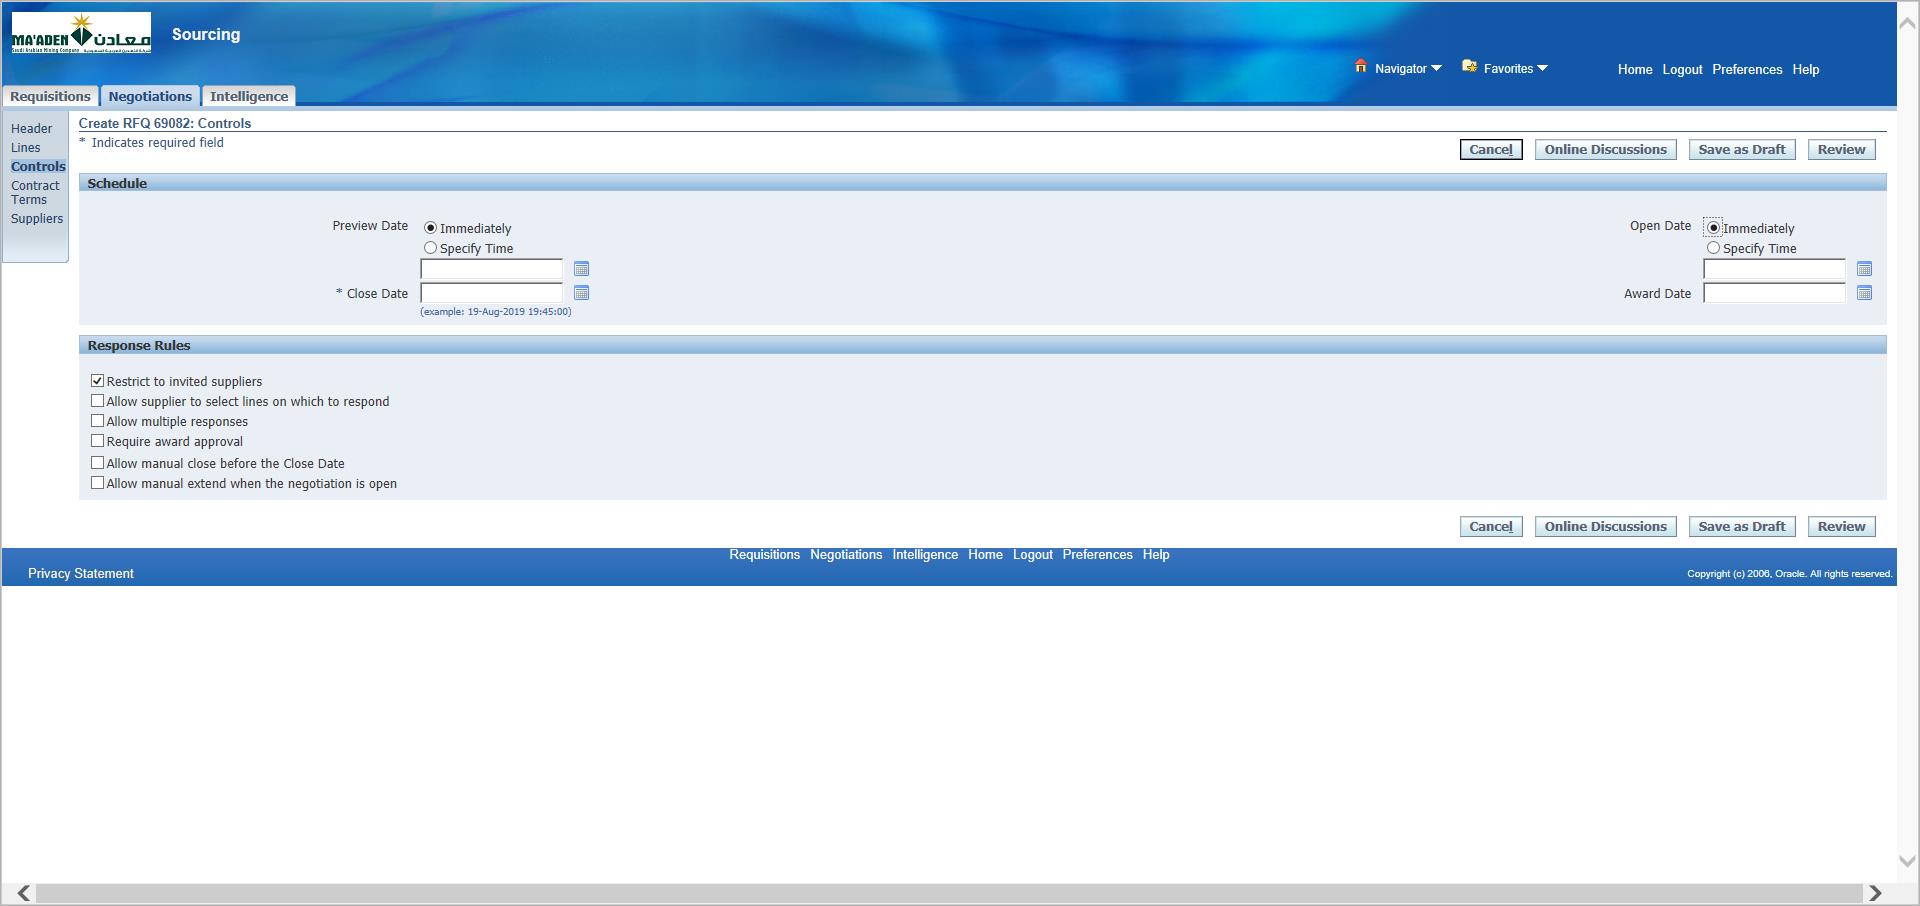 MA'ADEN معادن
Saudi Arabian Mining Company
Sourcing
Navigator Favorites Home Logout Preferences Help
Requisitions Negotiations Intelligence
Header
Lines
Controls
Contract
Terms
Suppliers
Create RFQ 69082: Controls
* Indicates required field
Cancel Online Discussions Save as Draft Review
Schedule
Preview Date Immediately Open Date Immediately
Specify Time Specify Time
* Close Date Award Date
(example: 19-Aug-2019 19:45:00)
Response Rules
Restrict to invited suppliers
Allow supplier to select lines on which to respond
Allow multiple responses
Require award approval
Allow manual close before the Close Date
Allow manual extend when the negotiation is open
Cancel Online Discussions Save as Draft Review
Requisitions Negotiations Intelligence Home Logout Preferences Help
Privacy Statement Copyright (c) 2006, Oracle. All rights reserved.